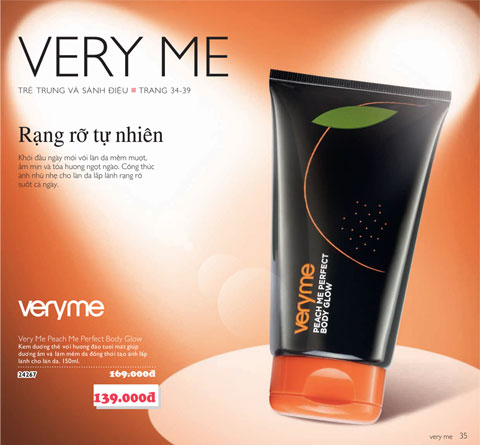 VERY ME
TRẺ TRUNG VÀ SÀNH ĐIỆU ■ TRANG 34-39
Rạng rỡ tự nhiên
Khởi đầu ngày mới với làn da mềm mượt,
ẩm mịn và tỏa hương ngọt ngào. Công thức
ánh nhũ nhẹ cho làn da lấp lánh rạng rỡ
suốt cả ngày.
veryme
PEACH ME PERFECT
BODY GLOW
veryme
Very Me Peach Me Perfect Body Glow
Kem dưỡng thể với hương đào tươi mát giúp
dưỡng ẩm và làm mềm da đồng thời tạo ánh lấp
lánh cho làn da. 150ml.
24267
169.000đ
139.000đ
very me 35